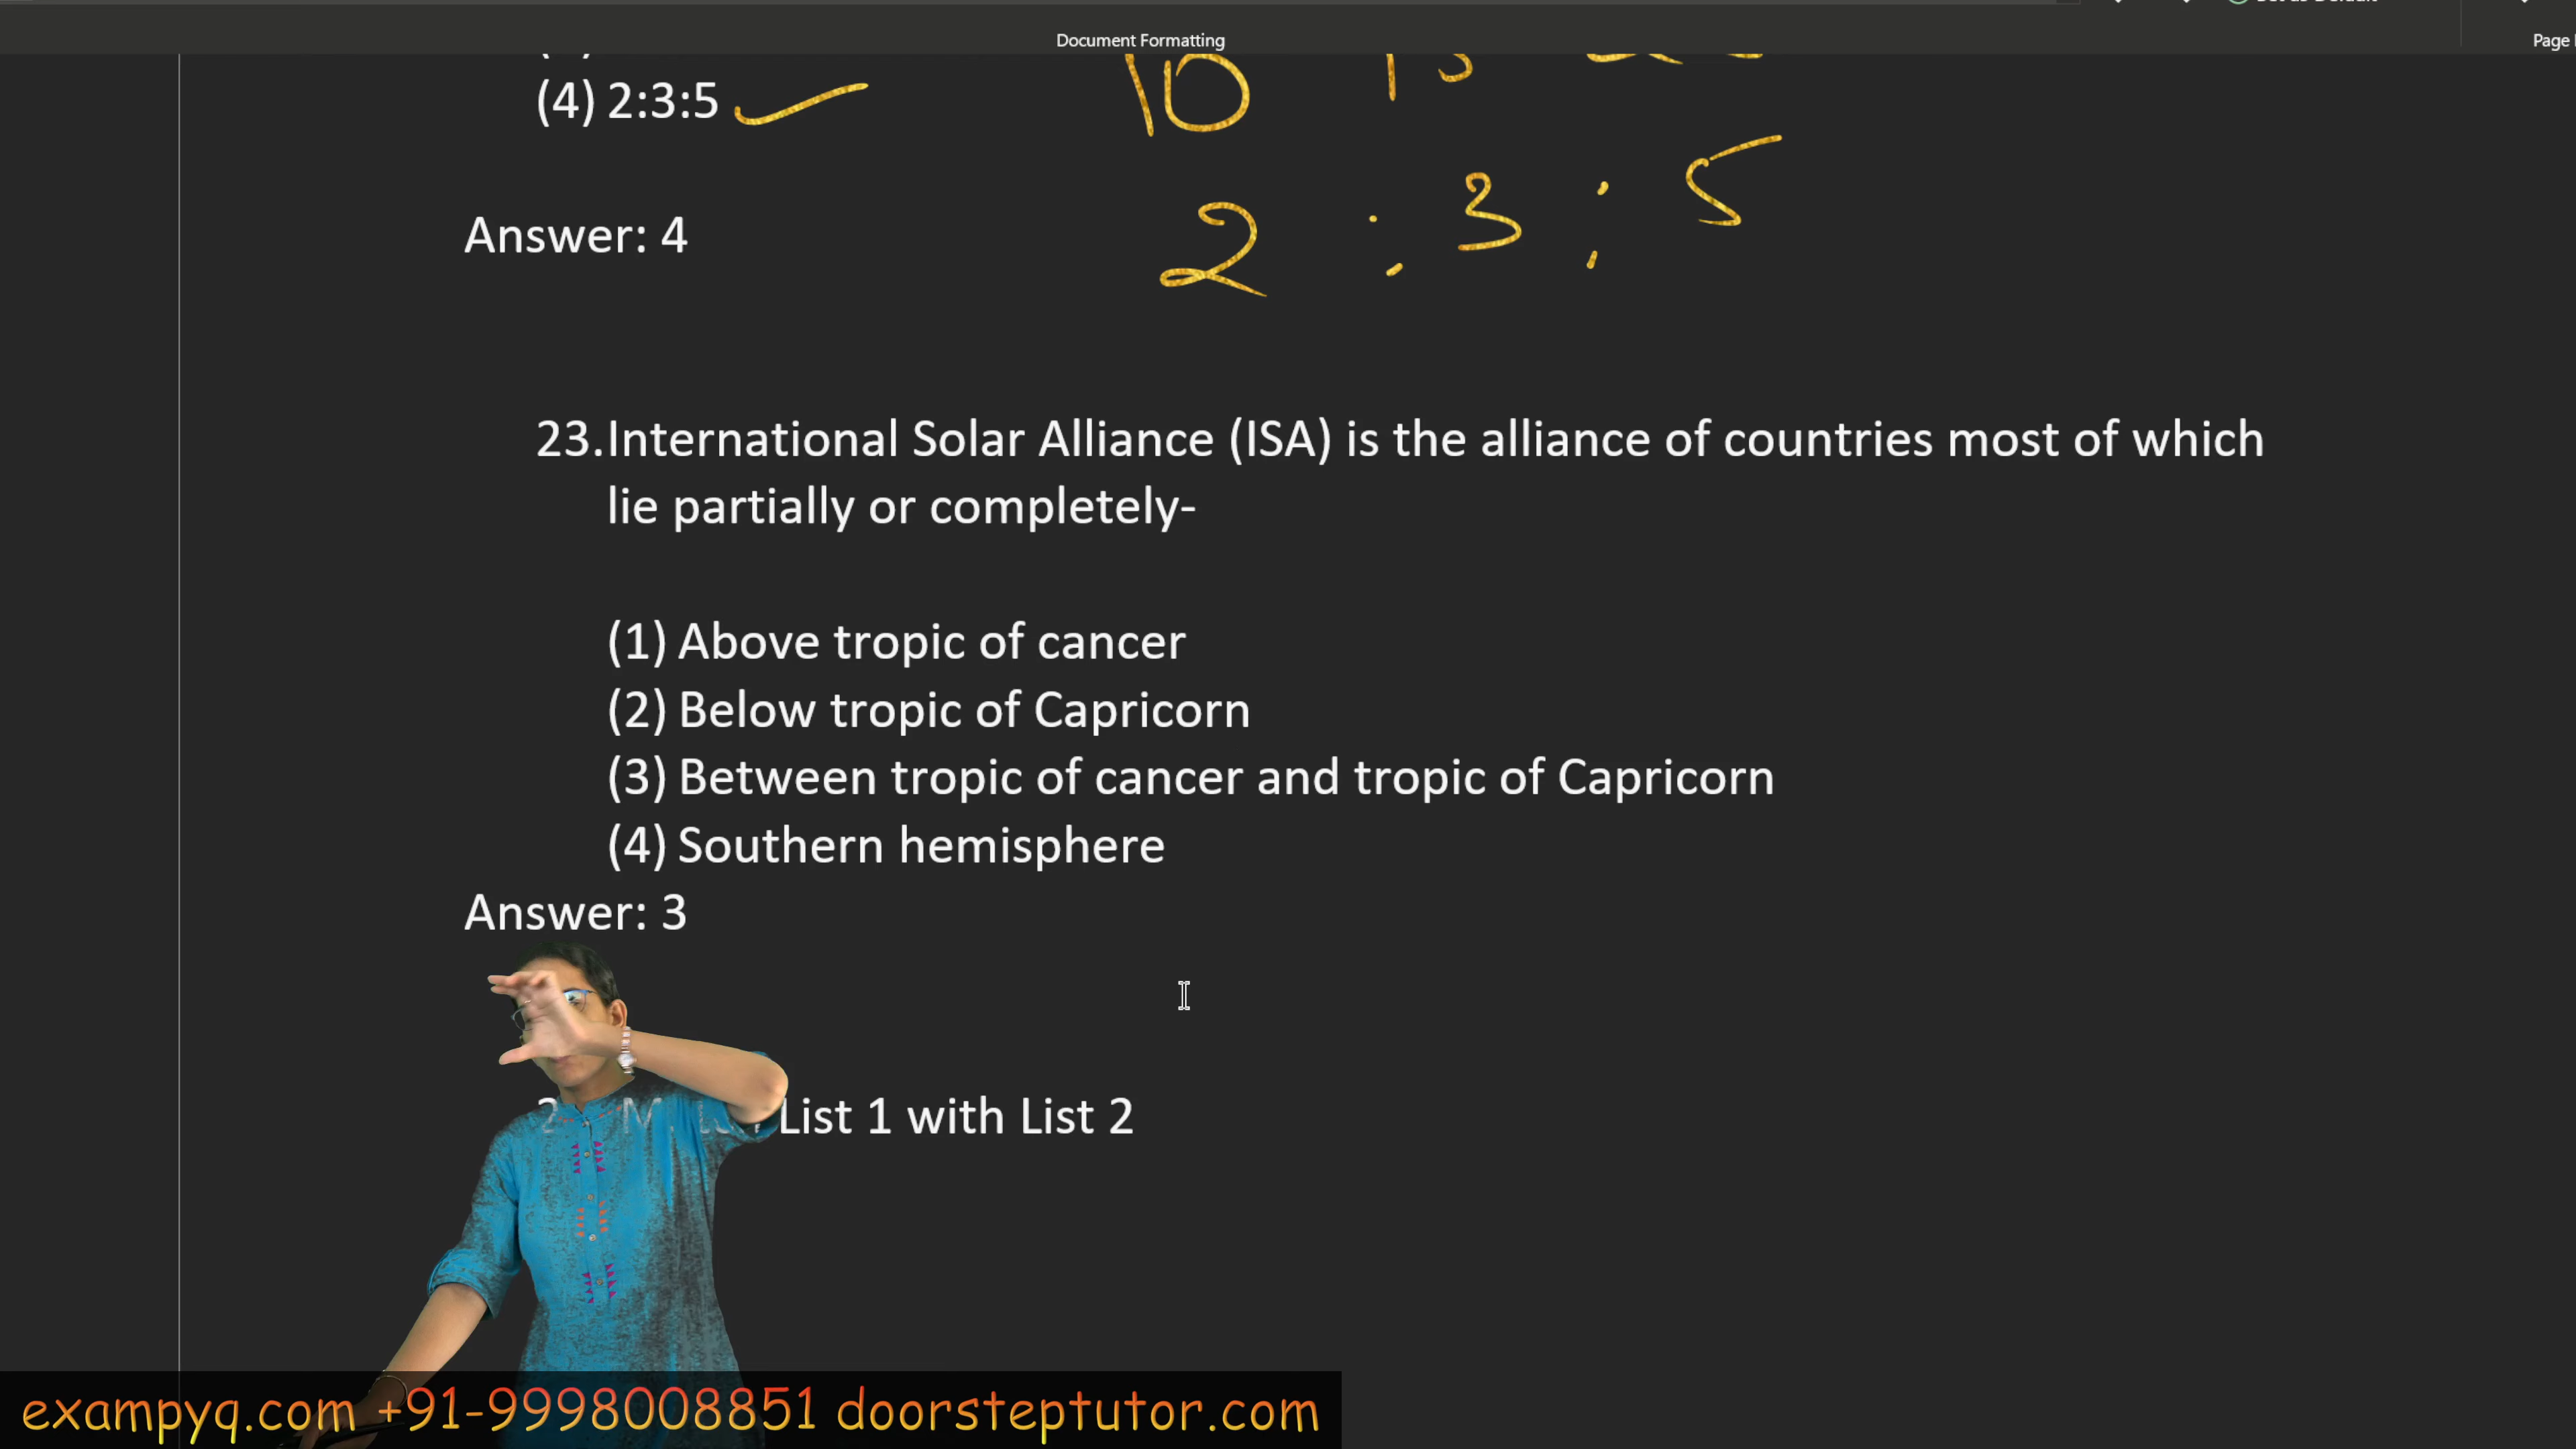 Document Formatting
Page
(4) 2:3:5
10
2 : 3 : 5
Answer: 4
23. International Solar Alliance (ISA) is the alliance of countries most of which
lie partially or completely-
(1) Above tropic of cancer
(2) Below tropic of Capricorn
(3) Between tropic of cancer and tropic of Capricorn
(4) Southern hemisphere
Answer: 3
List 1 with List 2
exampyq.com +91-9998008851 doorsteptutor.com